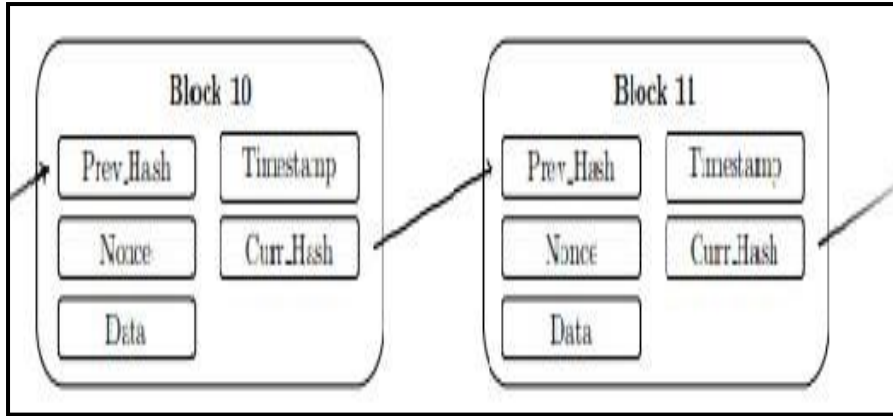 Block 10
Prev_Hash
Timestamp
Nonce
Curr_Hash
Data
Block 11
Prev_Hash
Timestamp
Nonce
Curr_Hash
Data